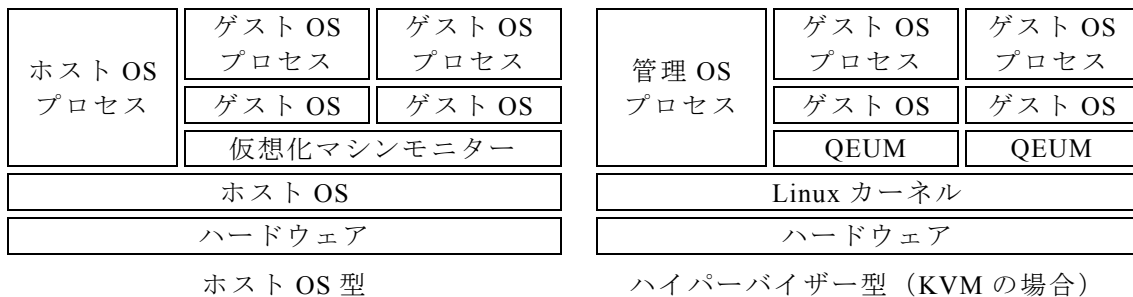 ホスト OS
プロセス
ゲスト OS
プロセス
ゲスト OS
プロセス
ゲスト OS
ゲスト OS
仮想化マシンモニター
ホスト OS
ハードウェア
ホスト OS 型
管理 OS
プロセス
ゲスト OS
プロセス
ゲスト OS
プロセス
ゲスト OS
ゲスト OS
QEUM
QEUM
Linux カーネル
ハードウェア
ハイパーバイザー型（KVM の場合）